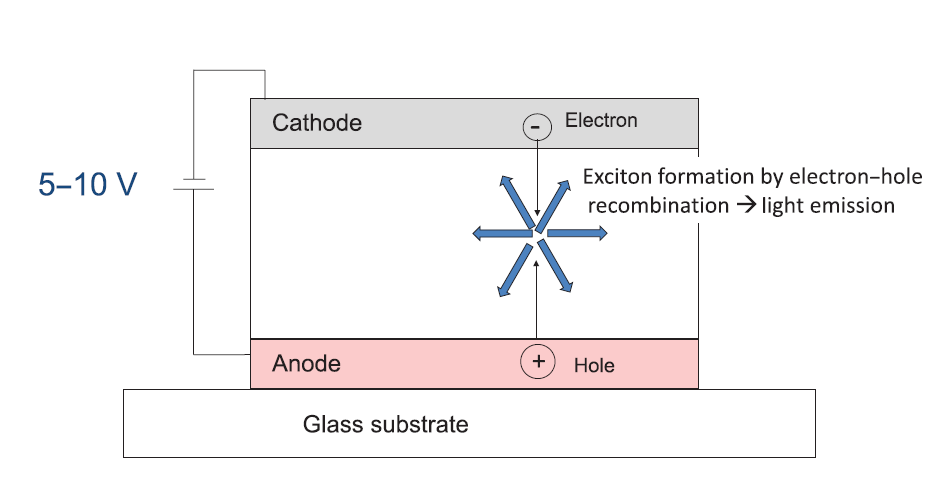 Cathode
-
Electron
5–10 V
Exciton formation by electron–hole
recombination → light emission
Anode
+
Hole
Glass substrate